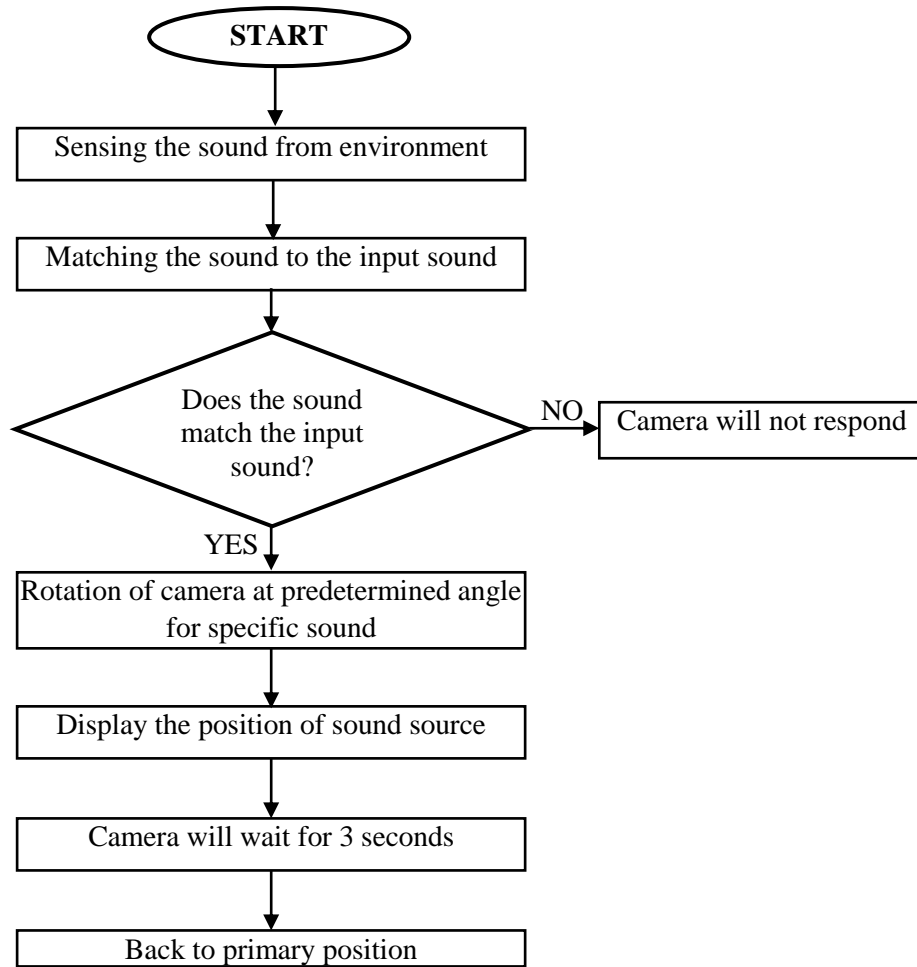 START
Sensing the sound from environment
Matching the sound to the input sound
Does the sound
match the input
sound?
NO
Camera will not respond
YES
Rotation of camera at predetermined angle
for specific sound
Display the position of sound source
Camera will wait for 3 seconds
Back to primary position